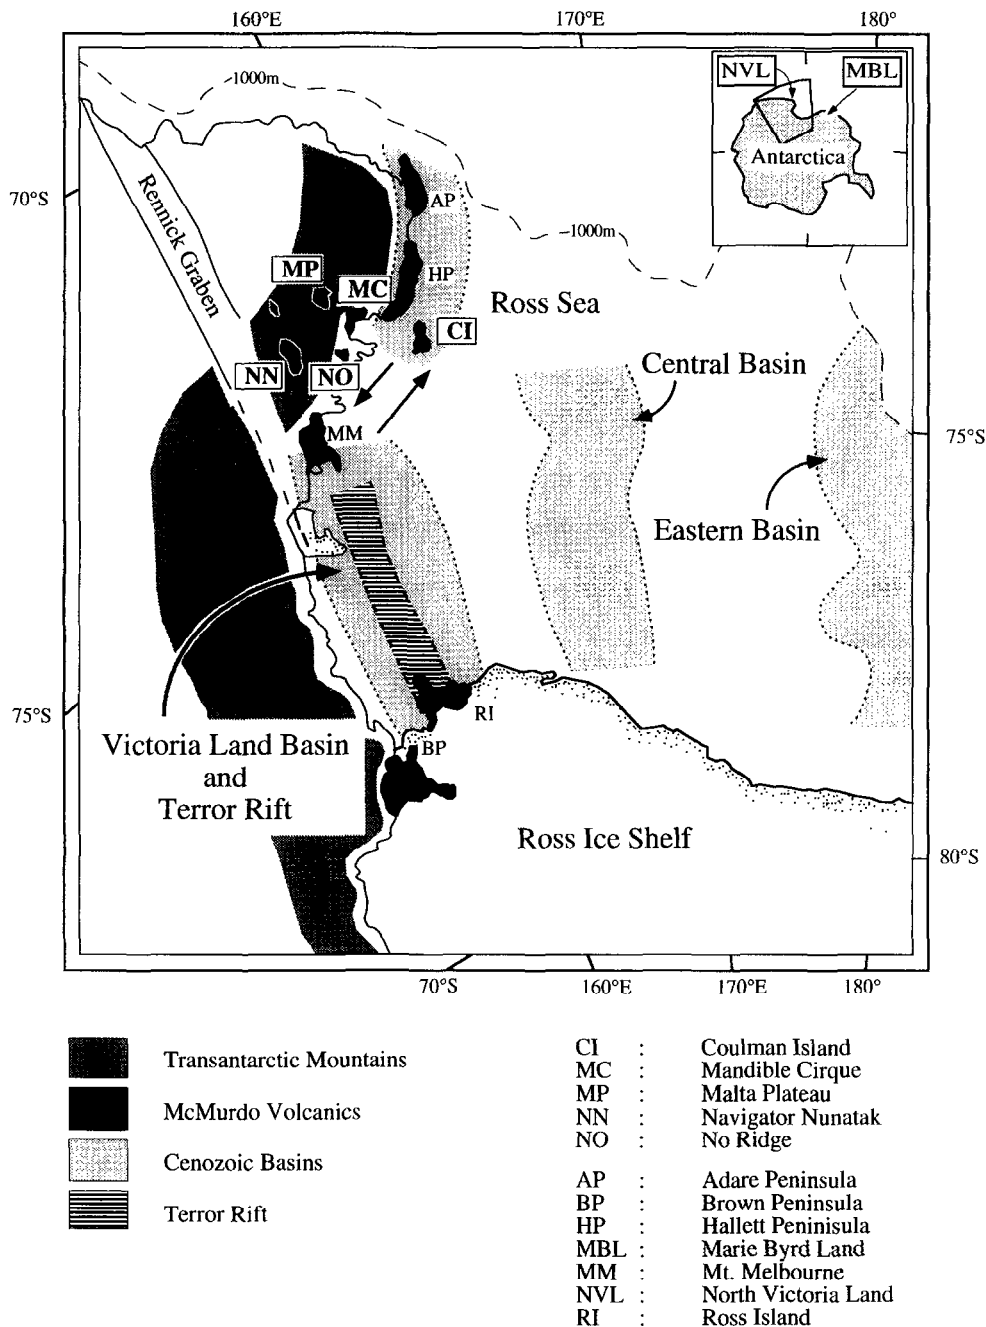 160°E 170°E 180°
1000m
NVL MBL
Antarctica
70°S
Rennick Graben
AP
1000m
MP
HP
MC
Ross Sea
CI
Central Basin
NN NO
MM
75°S
Eastern Basin
75°S
RI
Victoria Land Basin
and
Terror Rift
BP
Ross Ice Shelf
80°S
70°S 160°E 170°E 180°
Transantarctic Mountains
McMurdo Volcanics
Cenozoic Basins
Terror Rift
CI : Coulman Island
MC : Mandible Cirque
MP : Malta Plateau
NN : Navigator Nunatak
NO : No Ridge
AP : Adare Peninsula
BP : Brown Peninsula
HP : Hallett Peninisula
MBL : Marie Byrd Land
MM : Mt. Melbourne
NVL : North Victoria Land
RI : Ross Island